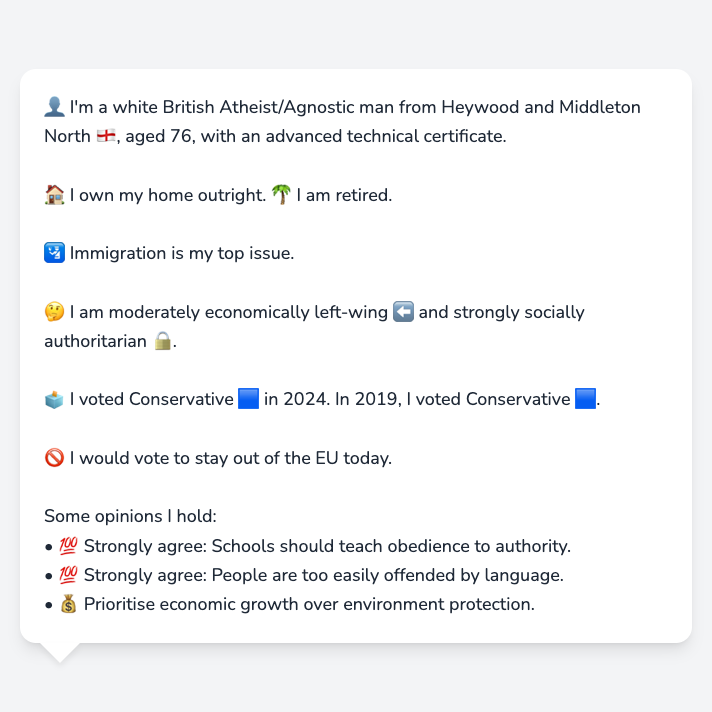 👤 I'm a white British Atheist/Agnostic man from Heywood and Middleton
North 🏴󠁧󠁢󠁥󠁮󠁧󠁿, aged 76, with an advanced technical certificate.
🏠 I own my home outright. 🌴 I am retired.
🛂 Immigration is my top issue.
🤔 I am moderately economically left-wing ⬅️ and strongly socially
authoritarian 🔒.
🗳️ I voted Conservative 🟦 in 2024. In 2019, I voted Conservative 🟦.
🚫 I would vote to stay out of the EU today.
Some opinions I hold:
• 💯 Strongly agree: Schools should teach obedience to authority.
• 💯 Strongly agree: People are too easily offended by language.
• 💰 Prioritise economic growth over environment protection.